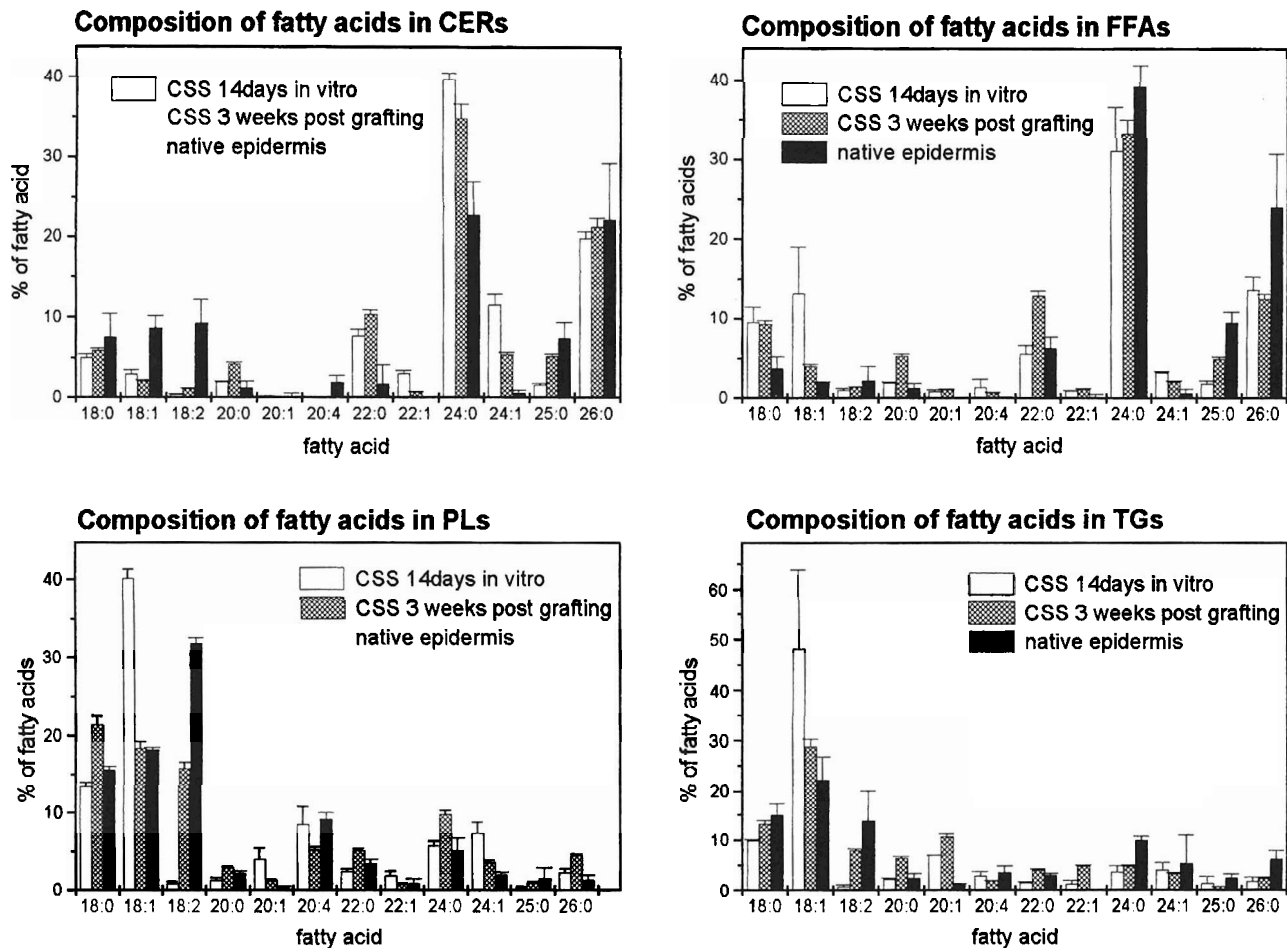 Composition of fatty acids in CERs
CSS 14days in vitro
CSS 3 weeks post grafting
native epidermis
% of fatty acid
40
30
20
10
0
18:0 18:1 18:2 20:0 20:1 20:4 22:0 22:1 24:0 24:1 25:0 26:0
fatty acid
Composition of fatty acids in FFAs
CSS 14days in vitro
CSS 3 weeks post grafting
native epidermis
% of fatty acids
40
30
20
10
0
18:0 18:1 18:2 20:0 20:1 20:4 22:0 22:1 24:0 24:1 25:0 26:0
fatty acid
Composition of fatty acids in PLs
CSS 14days in vitro
CSS 3 weeks post grafting
native epidermis
% of fatty acids
40
30
20
10
0
18:0 18:1 18:2 20:0 20:1 20:4 22:0 22:1 24:0 24:1 25:0 26:0
fatty acid
Composition of fatty acids in TGs
CSS 14days in vitro
CSS 3 weeks post grafting
native epidermis
% of fatty acids
60
50
40
30
20
10
0
18:0 18:1 18:2 20:0 20:1 20:4 22:0 22:1 24:0 24:1 25:0 26:0
fatty acid